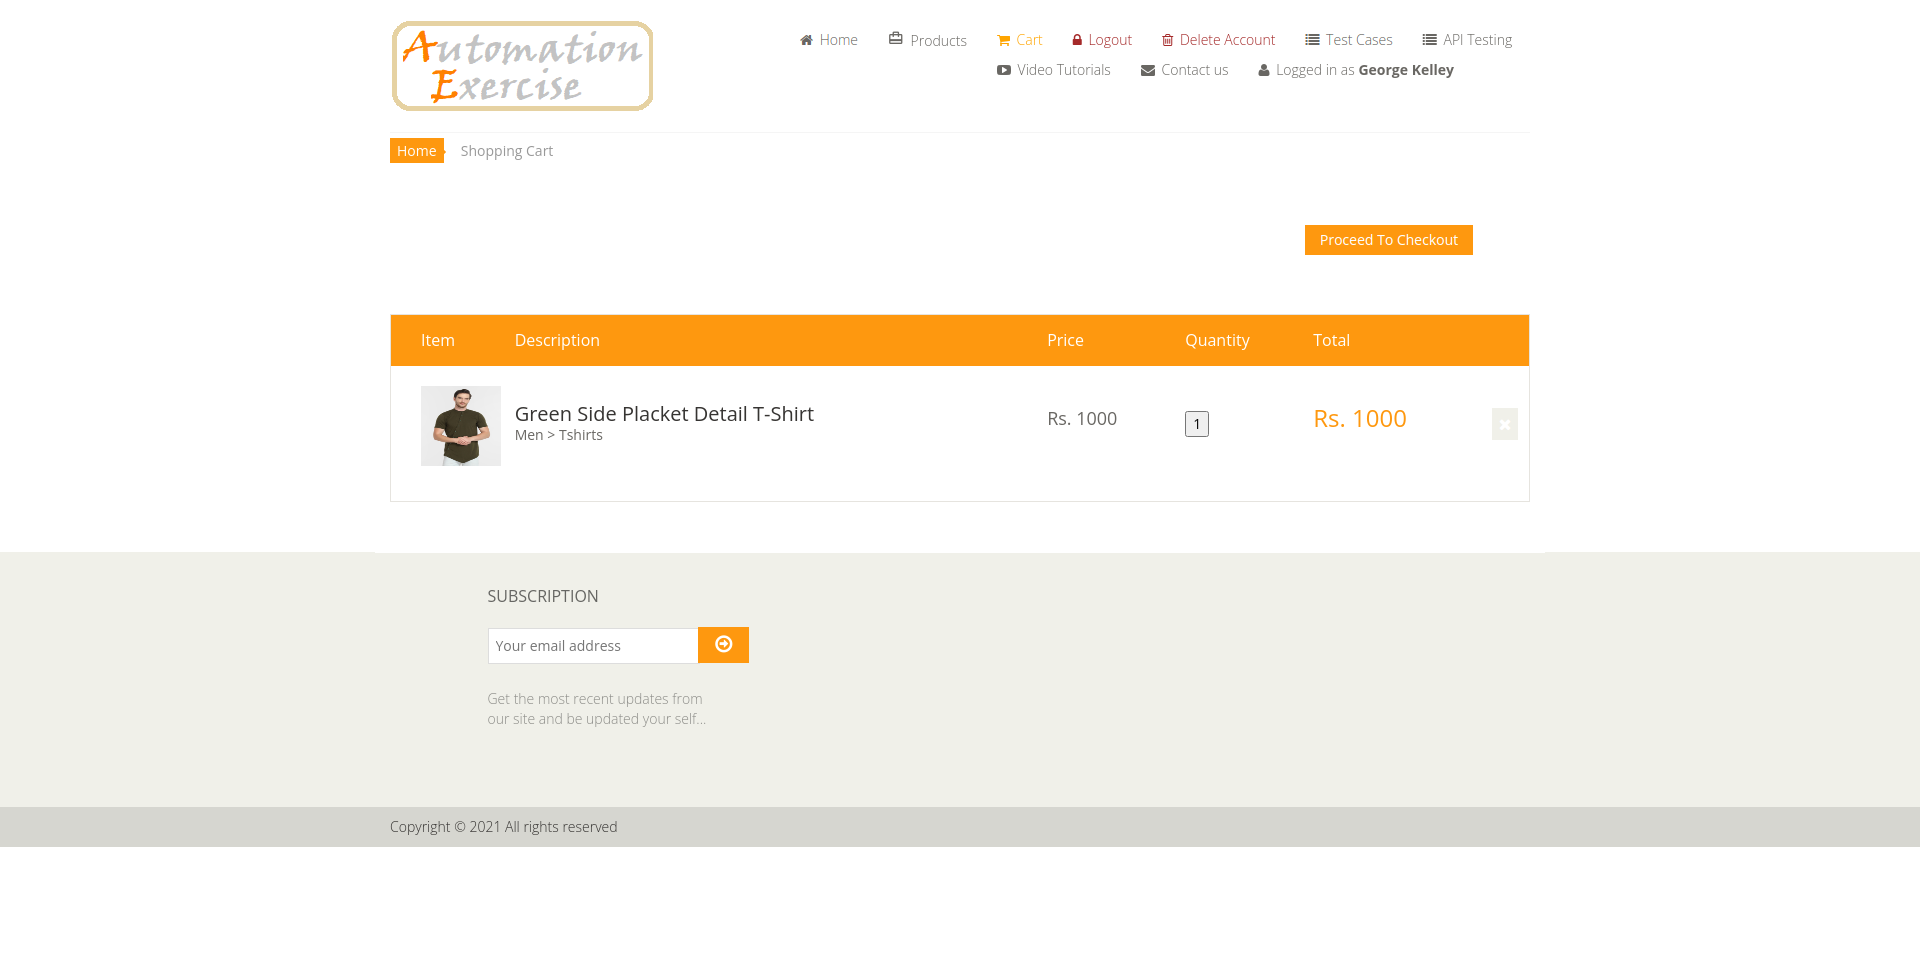 Automation
Exercise
Home
Products
Cart
Logout
Delete Account
Test Cases
API Testing
Video Tutorials
Contact us
Logged in as George Kelley
Home
Shopping Cart
Proceed To Checkout
Item Description Price Quantity Total
Green Side Placket Detail T-Shirt
Men > Tshirts
Rs. 1000
1
Rs. 1000
SUBSCRIPTION
Your email address
Get the most recent updates from
our site and be updated your self...
Copyright © 2021 All rights reserved